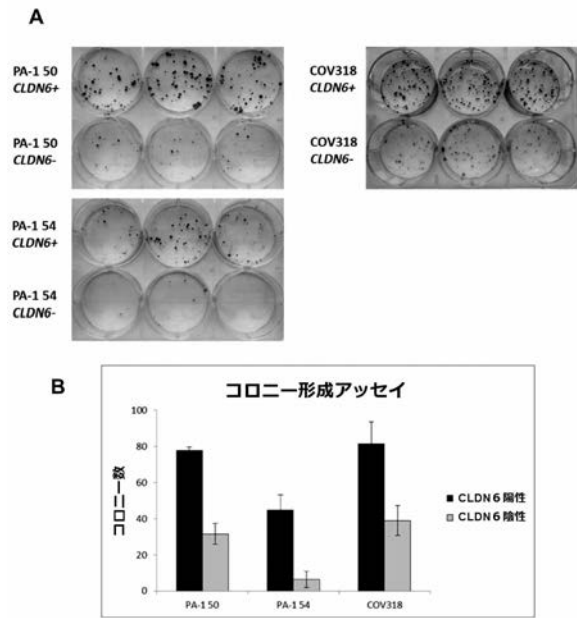 A
PA-1 50
CLDN6+
PA-1 50
CLDN6-
PA-1 54
CLDN6+
PA-1 54
CLDN6-
COV318
CLDN6+
COV318
CLDN6-
B
コロニー形成アッセイ
コロニー数
100
80
60
40
20
0
PA-1 50
PA-1 54
COV318
CLDN6陽性
CLDN6陰性